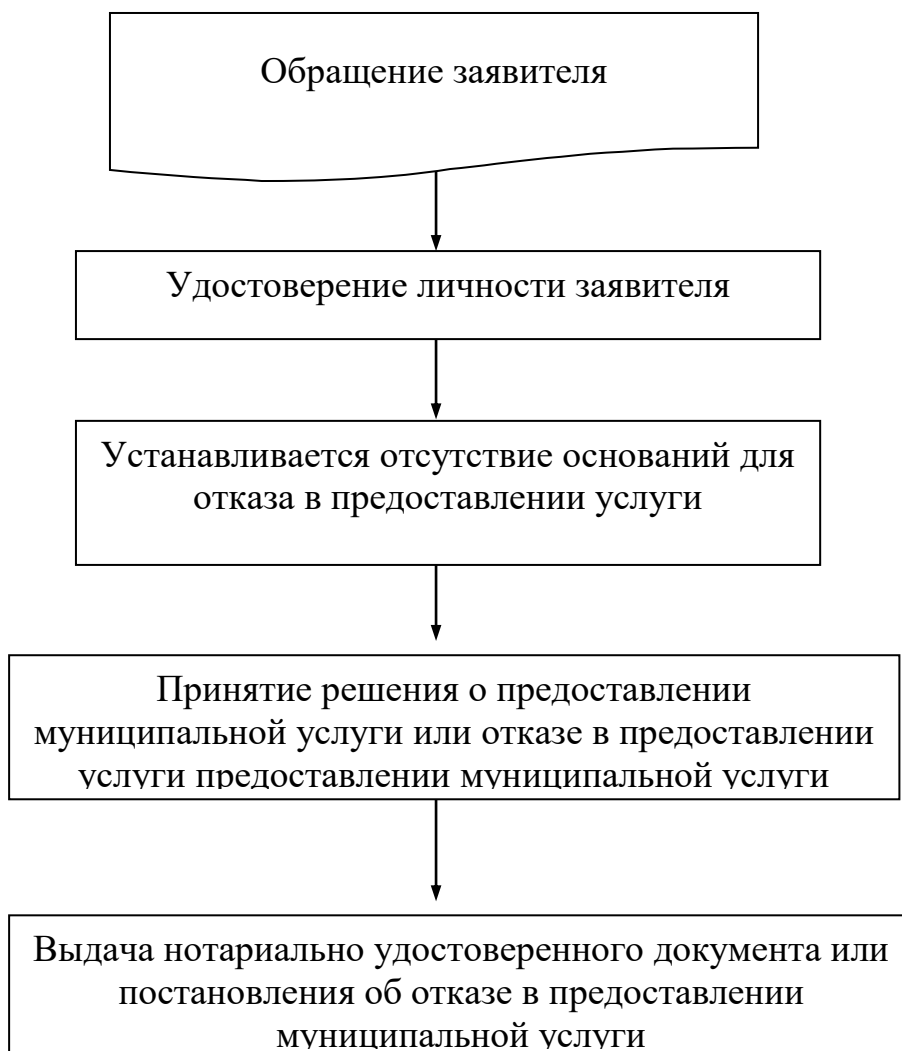 Обращение заявителя
Удостоверение личности заявителя
Устанавливается отсутствие оснований для
отказа в предоставлении услуги
Принятие решения о предоставлении
муниципальной услуги или отказе в предоставлении
услуги предоставлении муниципальной услуги
Выдача нотариально удостоверенного документа или
постановления об отказе в предоставлении
муниципальной услуги